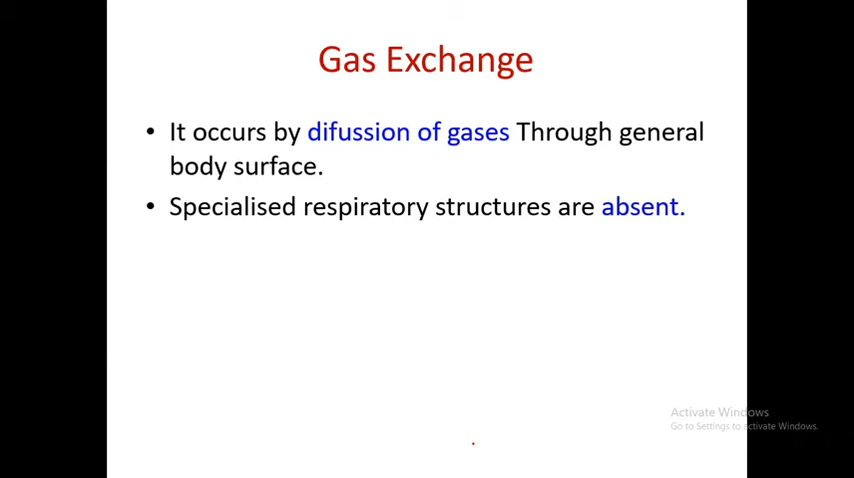 Gas Exchange
• It occurs by difussion of gases Through general
body surface.
• Specialised respiratory structures are absent.
Activate Windows
Go to Settings to activate Windows.